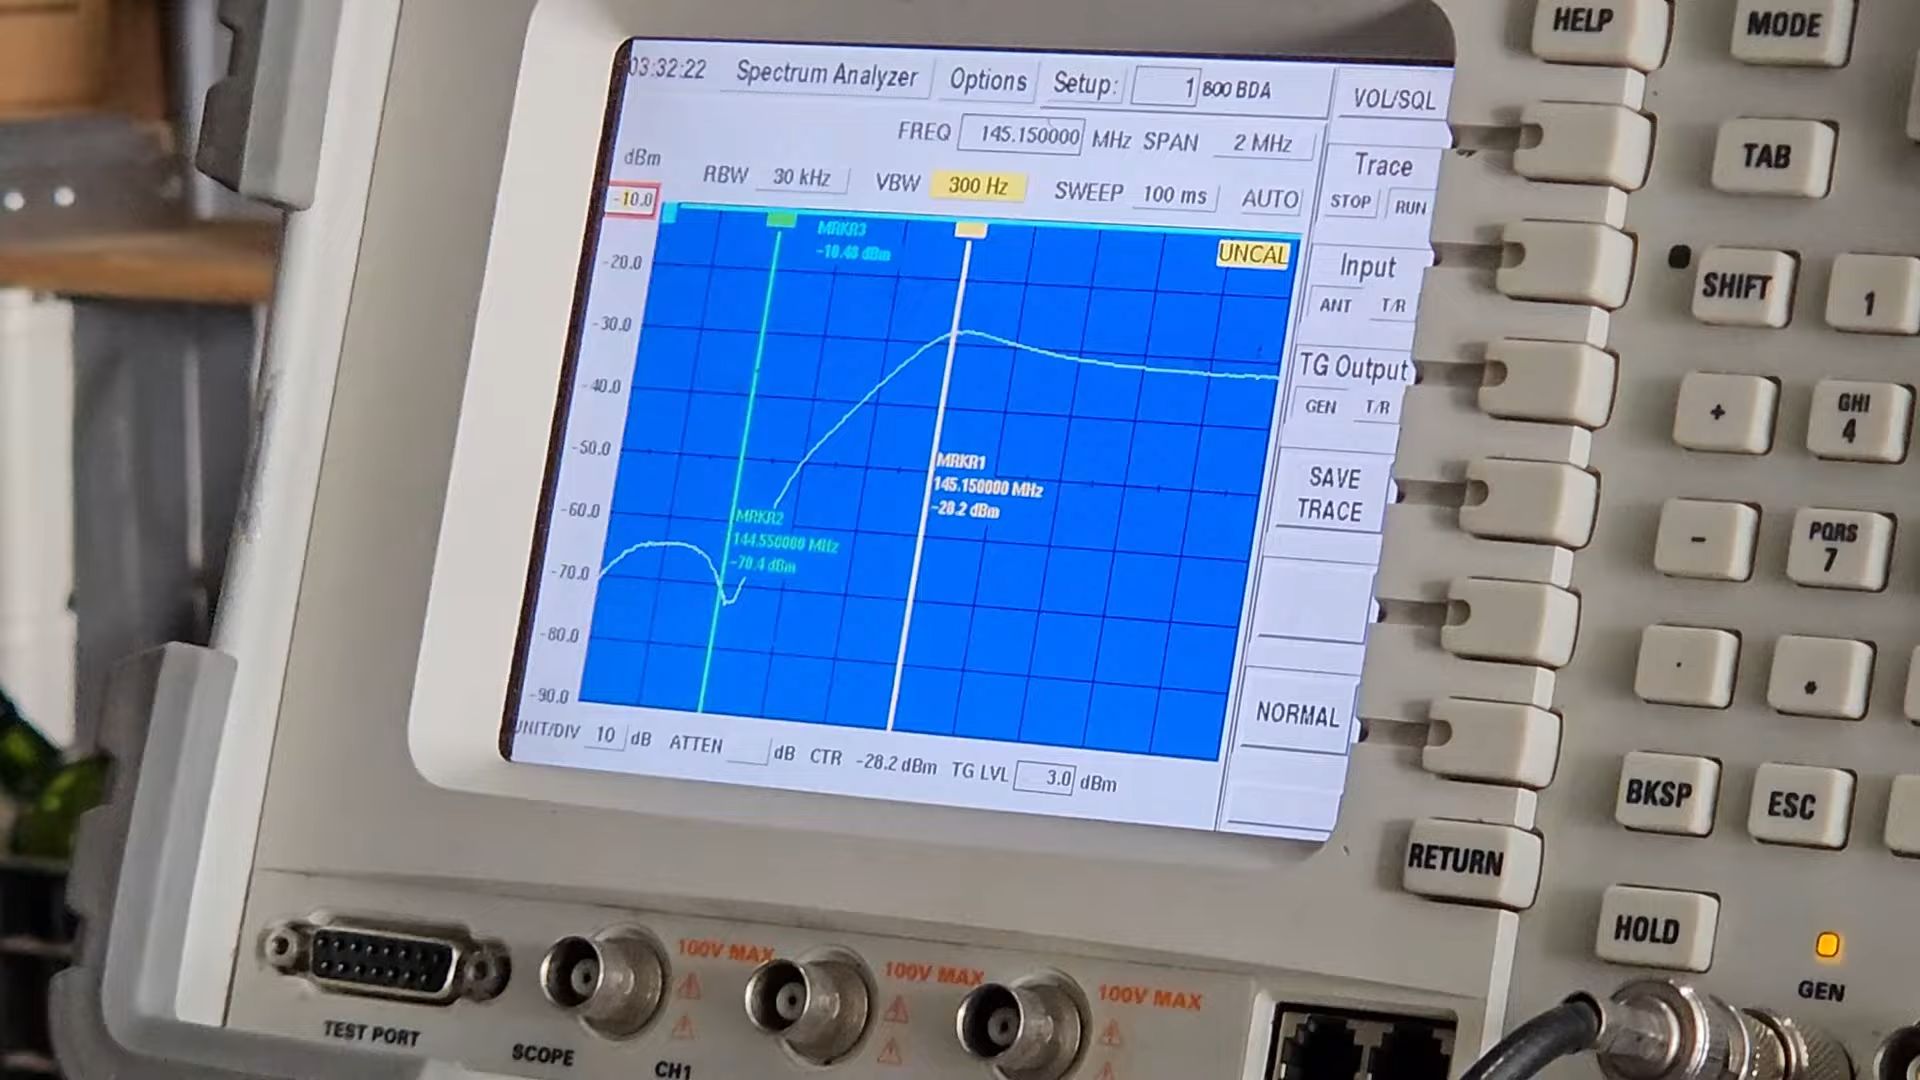 03:32:22 Spectrum Analyzer Options Setup: 1 800 BDA
FREQ 145.150000 MHz SPAN 2 MHz
dBm RBW 30 kHz VBW 300 Hz SWEEP 100 ms AUTO
-10.0
-20.0
-30.0
-40.0
-50.0
-60.0
-70.0
-80.0
-90.0
MRKR3
-10.48 dBm
UNCAL
MRKR1
145.150000 MHz
-28.2 dBm
MRKR2
144.550000 MHz
-70.4 dBm
UNIT/DIV 10 dB ATTEN dB CTR -28.2 dBm TG LVL 3.0 dBm
VOL/SQL
Trace
STOP RUN
Input
ANT T/R
TG Output
GEN T/R
SAVE
TRACE
NORMAL
HELP MODE
TAB
SHIFT 1
+ GHI
4
- PQRS
7
. *
BKSP ESC
RETURN
HOLD
GEN
TEST PORT
SCOPE
CH1
100V MAX
100V MAX
100V MAX